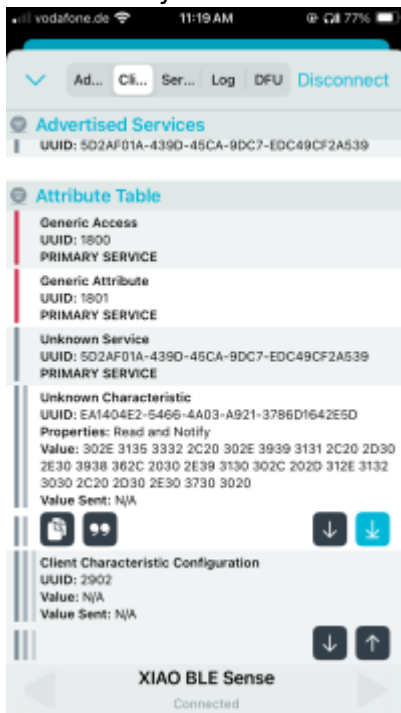 vodafone.de 11:19 AM 77%
Ad... Cli... Ser... Log DFU Disconnect
Advertised Services
UUID: 5D2AF01A-439D-45CA-9DC7-EDC49CF2A539
Attribute Table
Generic Access
UUID: 1800
PRIMARY SERVICE
Generic Attribute
UUID: 1801
PRIMARY SERVICE
Unknown Service
UUID: 5D2AF01A-439D-45CA-9DC7-EDC49CF2A539
PRIMARY SERVICE
Unknown Characteristic
UUID: EA1404E2-5466-4A03-A921-3786D1642E5D
Properties: Read and Notify
Value: 302E 3135 3332 2C20 302E 3939 3131 2C20 2D30
2E30 3938 362C 2030 2E39 3130 302C 202D 312E 3132
3030 2C20 2D30 2E30 3730 3020
Value Sent: N/A
Client Characteristic Configuration
UUID: 2902
Value: N/A
Value Sent: N/A
XIAO BLE Sense
Connected